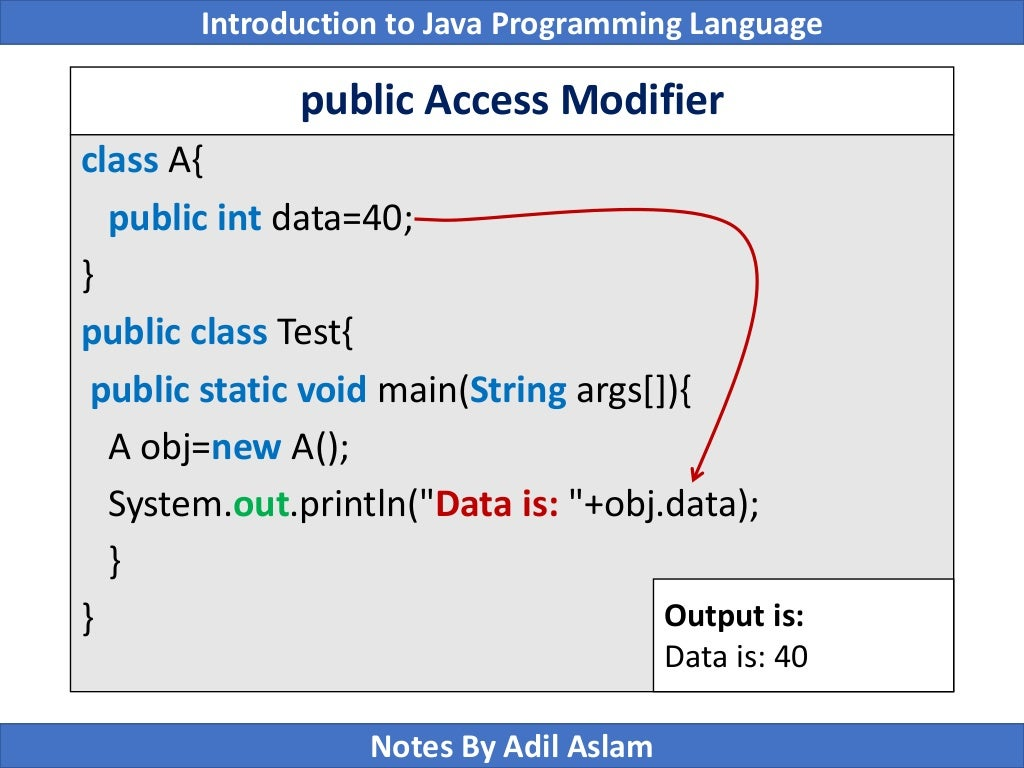 Introduction to Java Programming Language
public Access Modifier
class A{
public int data=40;
}
public class Test{
public static void main(String args[]){
A obj=new A();
System.out.println("Data is: "+obj.data);
}
}
Output is:
Data is: 40
Notes By Adil Aslam